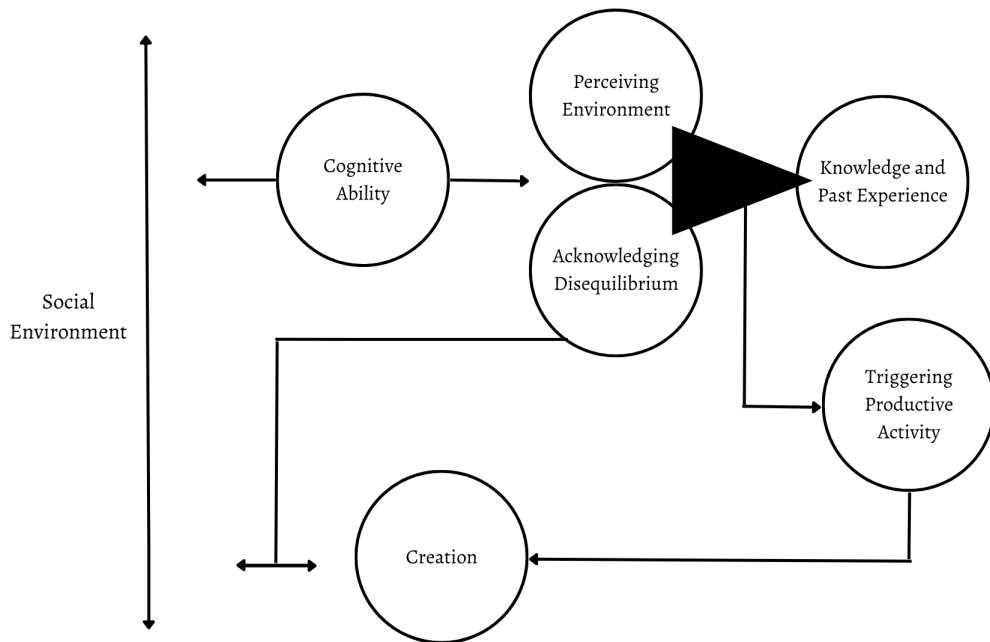 Perceiving
Environment
Cognitive
Ability
Knowledge and
Past Experience
Acknowledging
Disequilibrium
Social
Environment
Triggering
Productive
Activity
Creation